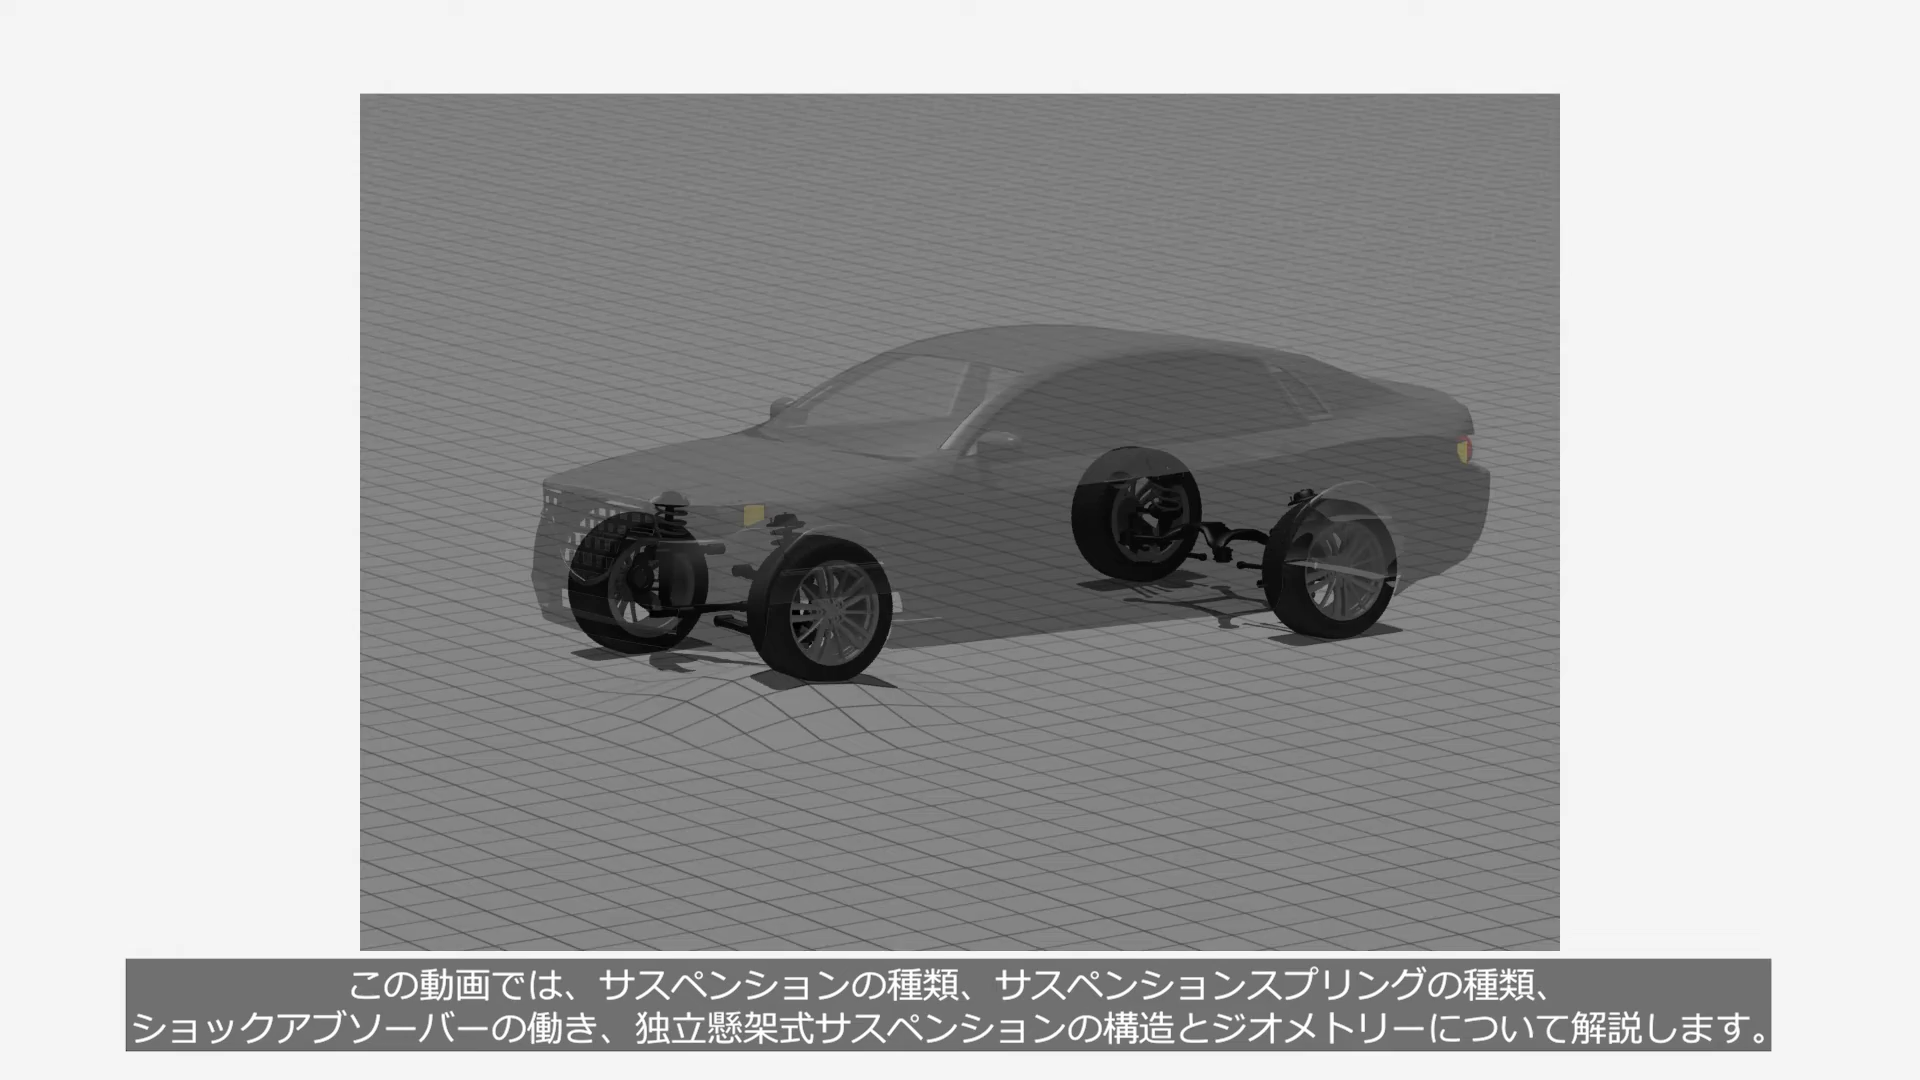 この動画では、サスペンションの種類、サスペンションスプリングの種類、
ショックアブソーバーの働き、独立懸架式サスペンションの構造とジオメトリーについて解説します。